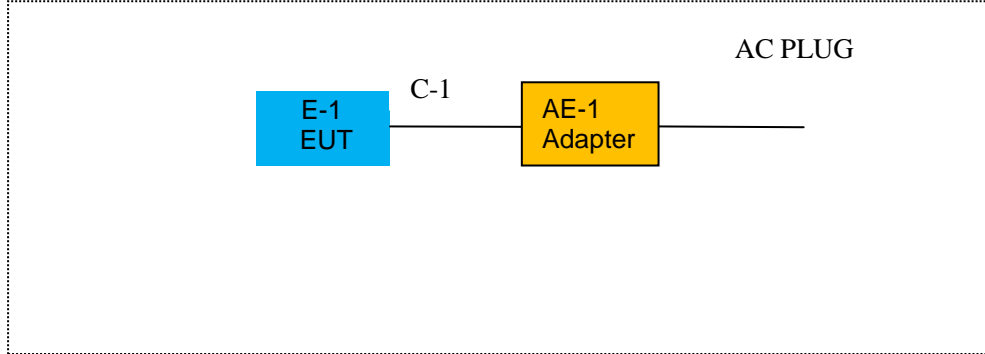 AC PLUG
C-1
E-1
EUT
AE-1
Adapter